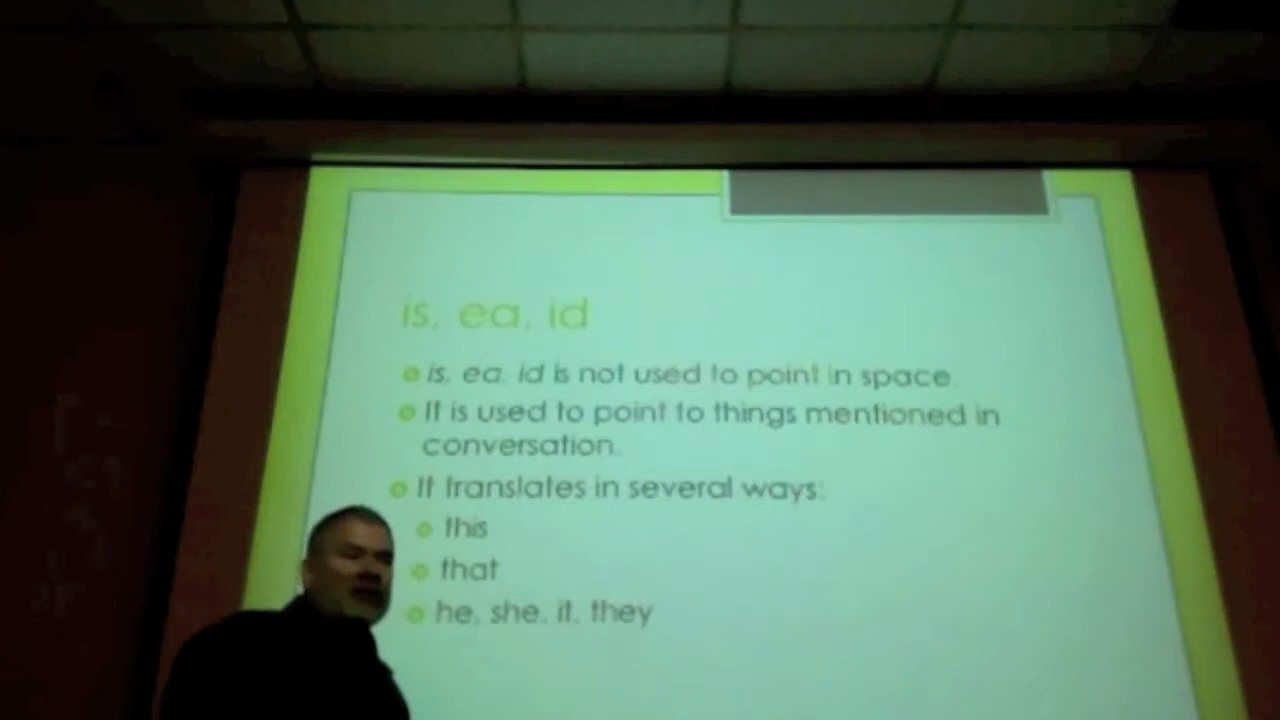 is, ea, id
is, ea, id is not used to point in space.
It is used to point to things mentioned in
conversation.
It translates in several ways:
this
that
he, she, it, they